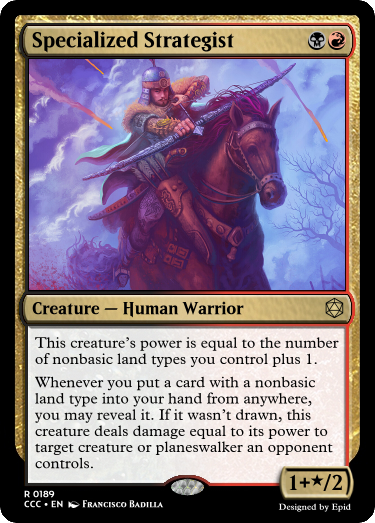 Specialized Strategist
Creature — Human Warrior
This creature's power is equal to the number
of nonbasic land types you control plus 1.
Whenever you put a card with a nonbasic
land type into your hand from anywhere,
you may reveal it. If it wasn't drawn, this
creature deals damage equal to its power to
target creature or planeswalker an opponent
controls.
1+★/2
R 0189
CCC • EN Francisco Badilla
Designed by Epid